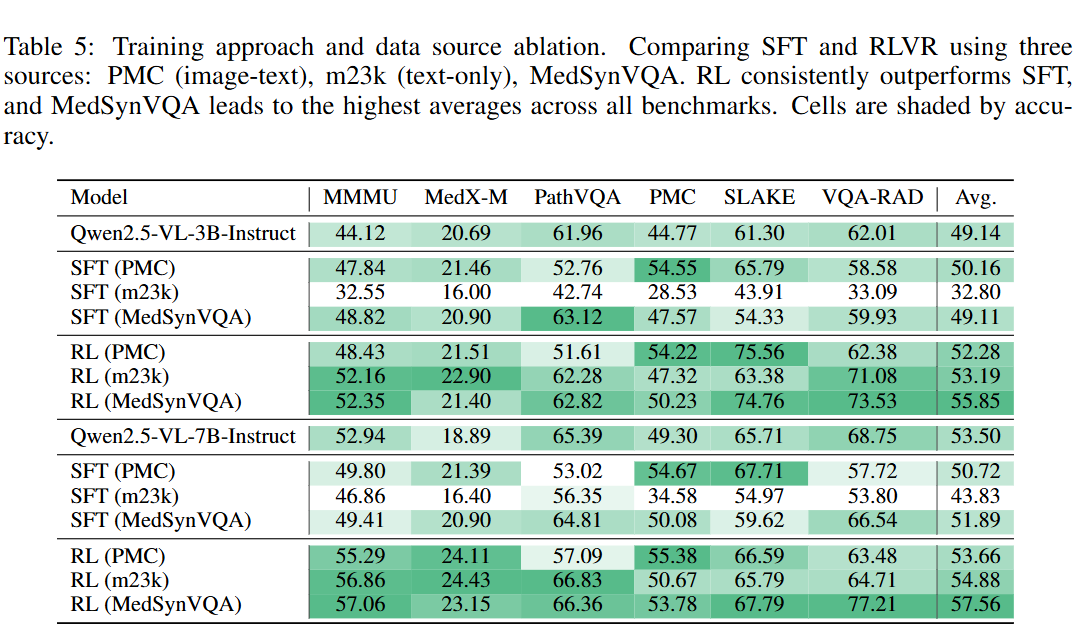 Table 5: Training approach and data source ablation. Comparing SFT and RLVR using three
sources: PMC (image-text), m23k (text-only), MedSynVQA. RL consistently outperforms SFT,
and MedSynVQA leads to the highest averages across all benchmarks. Cells are shaded by accu-
racy.
Model MMMU MedX-M PathVQA PMC SLAKE VQA-RAD Avg.
Qwen2.5-VL-3B-Instruct 44.12 20.69 61.96 44.77 61.30 62.01 49.14
SFT (PMC) 47.84 21.46 52.76 54.55 65.79 58.58 50.16
SFT (m23k) 32.55 16.00 42.74 28.53 43.91 33.09 32.80
SFT (MedSynVQA) 48.82 20.90 63.12 47.57 54.33 59.93 49.11
RL (PMC) 48.43 21.51 51.61 54.22 75.56 62.38 52.28
RL (m23k) 52.16 22.90 62.28 47.32 63.38 71.08 53.19
RL (MedSynVQA) 52.35 21.40 62.82 50.23 74.76 73.53 55.85
Qwen2.5-VL-7B-Instruct 52.94 18.89 65.39 49.30 65.71 68.75 53.50
SFT (PMC) 49.80 21.39 53.02 54.67 67.71 57.72 50.72
SFT (m23k) 46.86 16.40 56.35 34.58 54.97 53.80 43.83
SFT (MedSynVQA) 49.41 20.90 64.81 50.08 59.62 66.54 51.89
RL (PMC) 55.29 24.11 57.09 55.38 66.59 63.48 53.66
RL (m23k) 56.86 24.43 66.83 50.67 65.79 64.71 54.88
RL (MedSynVQA) 57.06 23.15 66.36 53.78 67.79 77.21 57.56